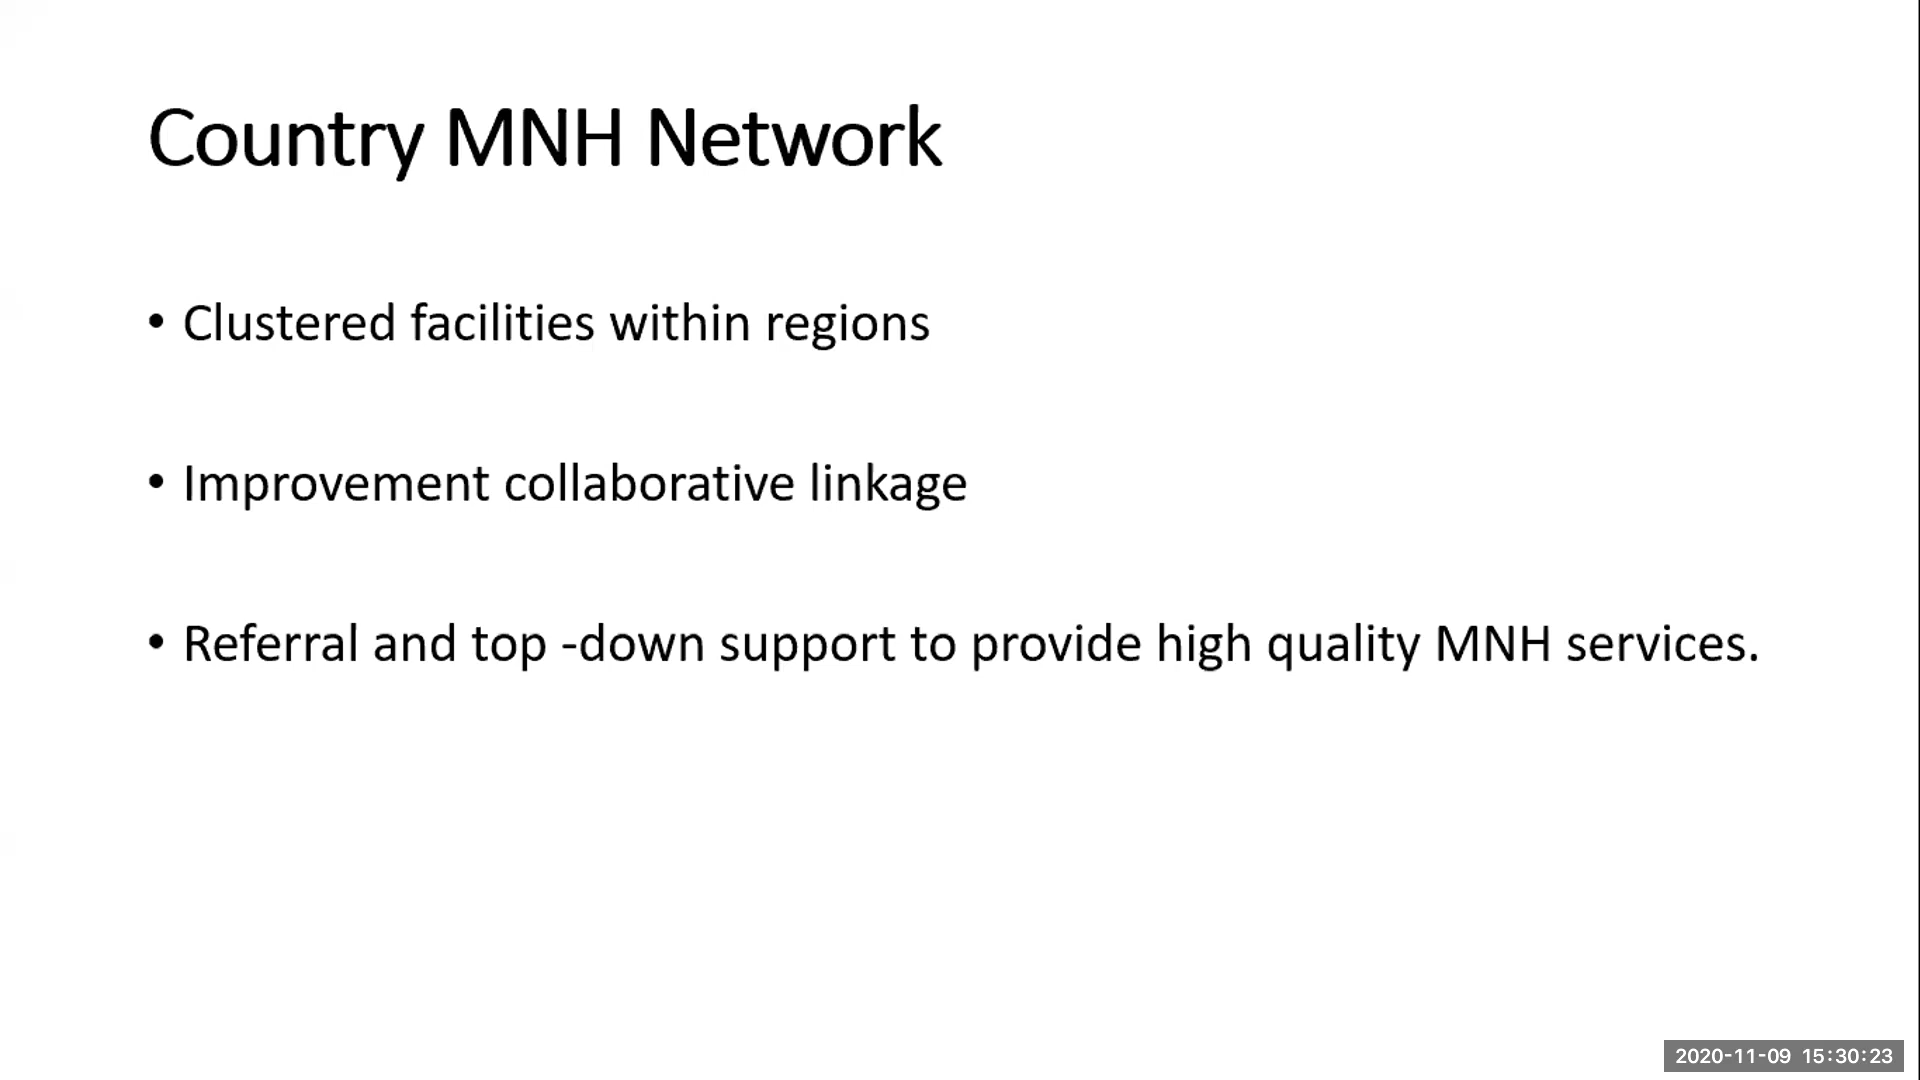 Country MNH Network
• Clustered facilities within regions
• Improvement collaborative linkage
• Referral and top -down support to provide high quality MNH services.
2020-11-09 15:30:23